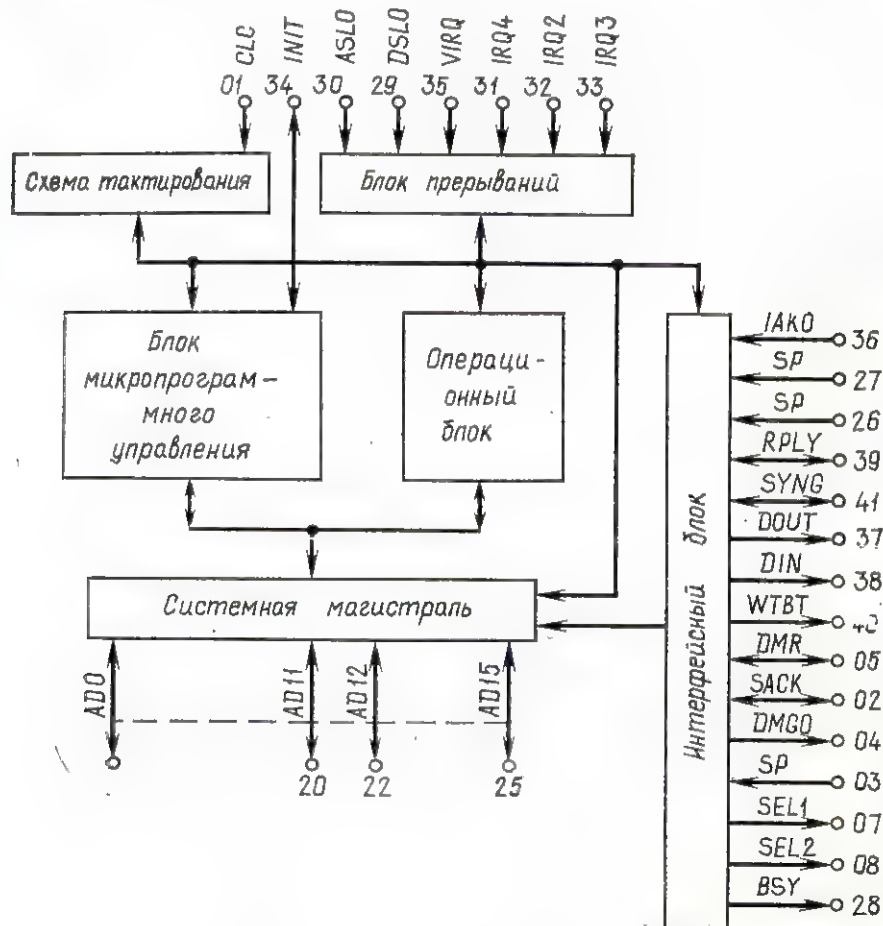 CLC INIT ASLO DSLO VIRQ IRQ4 IRQ2 IRQ3
01 34 30 29 35 31 32 33
Схема тактирования
Блок прерываний
Блок
микропрограм-
много
управления
Операци-
онный
блок
Системная магистраль
AD0 AD11 AD12 AD15
20 22 25
Интерфейсный блок
IAKO 36
SP 27
SP 26
RPLY 39
SYNG 41
DOUT 37
DIN 38
WTBT
DMR 05
SACK 02
DMGO 04
SP 03
SEL1 07
SEL2 08
BSY 28